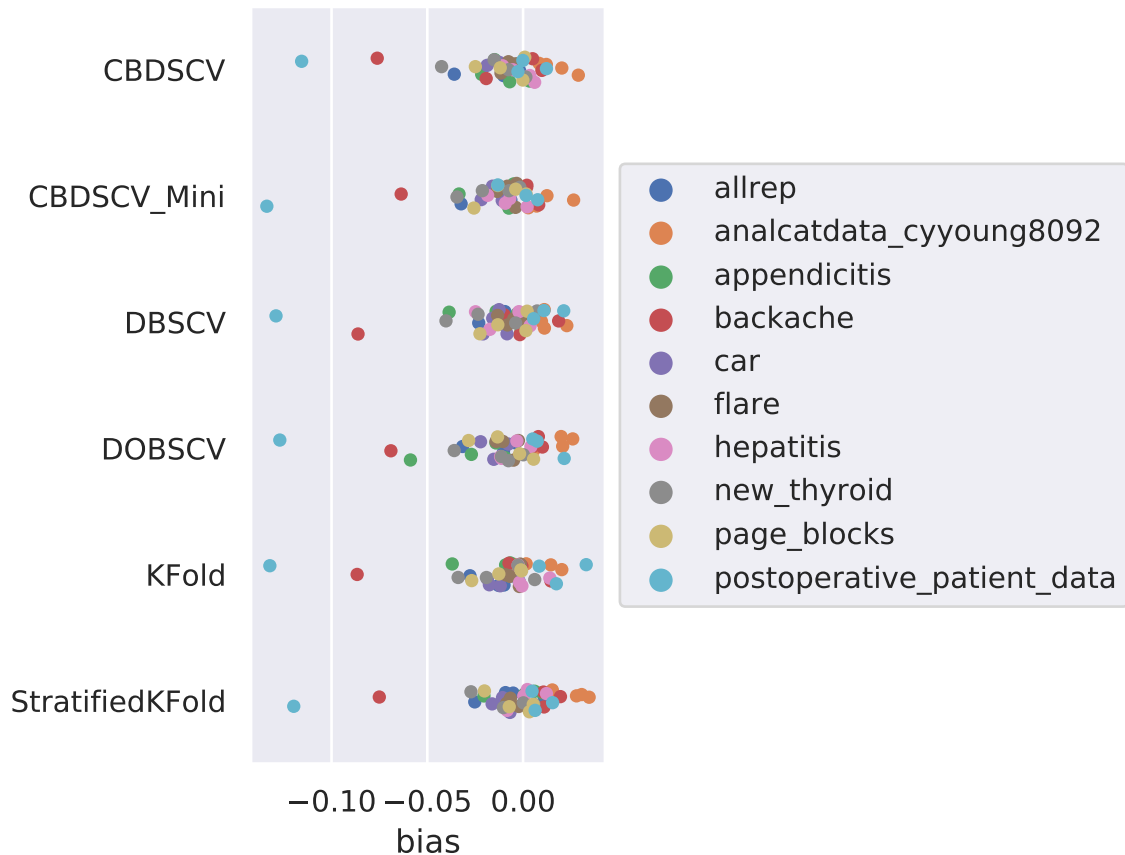 CBDSCV
CBDSCV_Mini
DBSCV
DOBSCV
KFold
StratifiedKFold
−0.10 −0.05 0.00
bias
allrep
analcatdata_cyyoung8092
appendicitis
backache
car
flare
hepatitis
new_thyroid
page_blocks
postoperative_patient_data